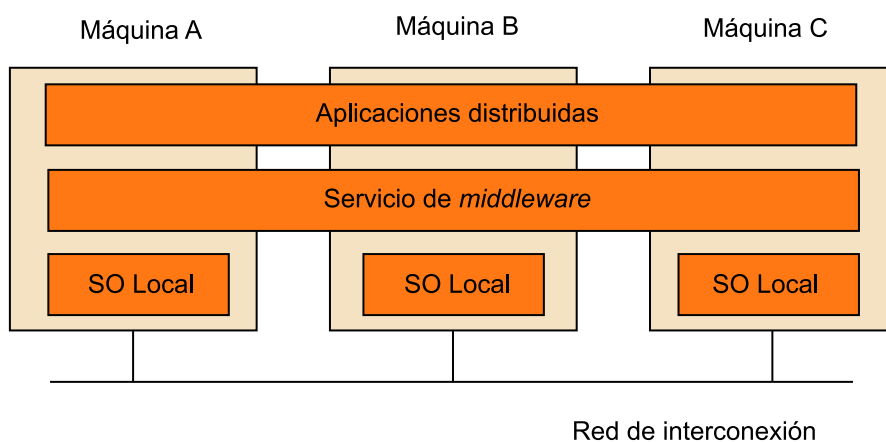 Máquina A
Máquina B
Máquina C
Aplicaciones distribuidas
Servicio de middleware
SO Local
SO Local
SO Local
Red de interconexión